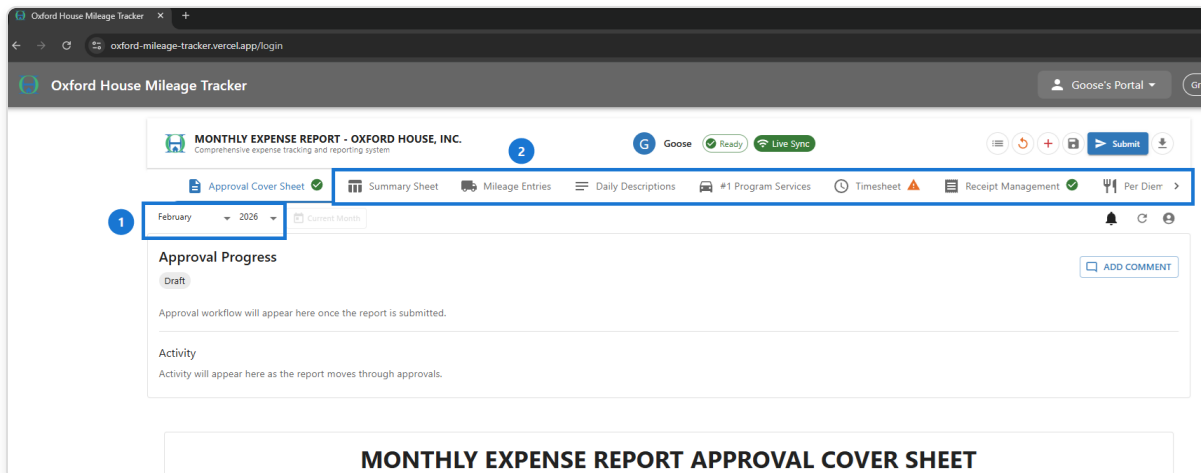 Oxford House Mileage Tracker
oxford-mileage-tracker.vercel.app/login
Oxford House Mileage Tracker
Goose's Portal
MONTHLY EXPENSE REPORT - OXFORD HOUSE, INC.
Comprehensive expense tracking and reporting system
2
G Goose Ready Live Sync
Submit
Approval Cover Sheet Summary Sheet Mileage Entries Daily Descriptions #1 Program Services Timesheet Receipt Management Per Diem
1
February 2026 Current Month
Approval Progress
ADD COMMENT
Draft
Approval workflow will appear here once the report is submitted.
Activity
Activity will appear here as the report moves through approvals.
MONTHLY EXPENSE REPORT APPROVAL COVER SHEET